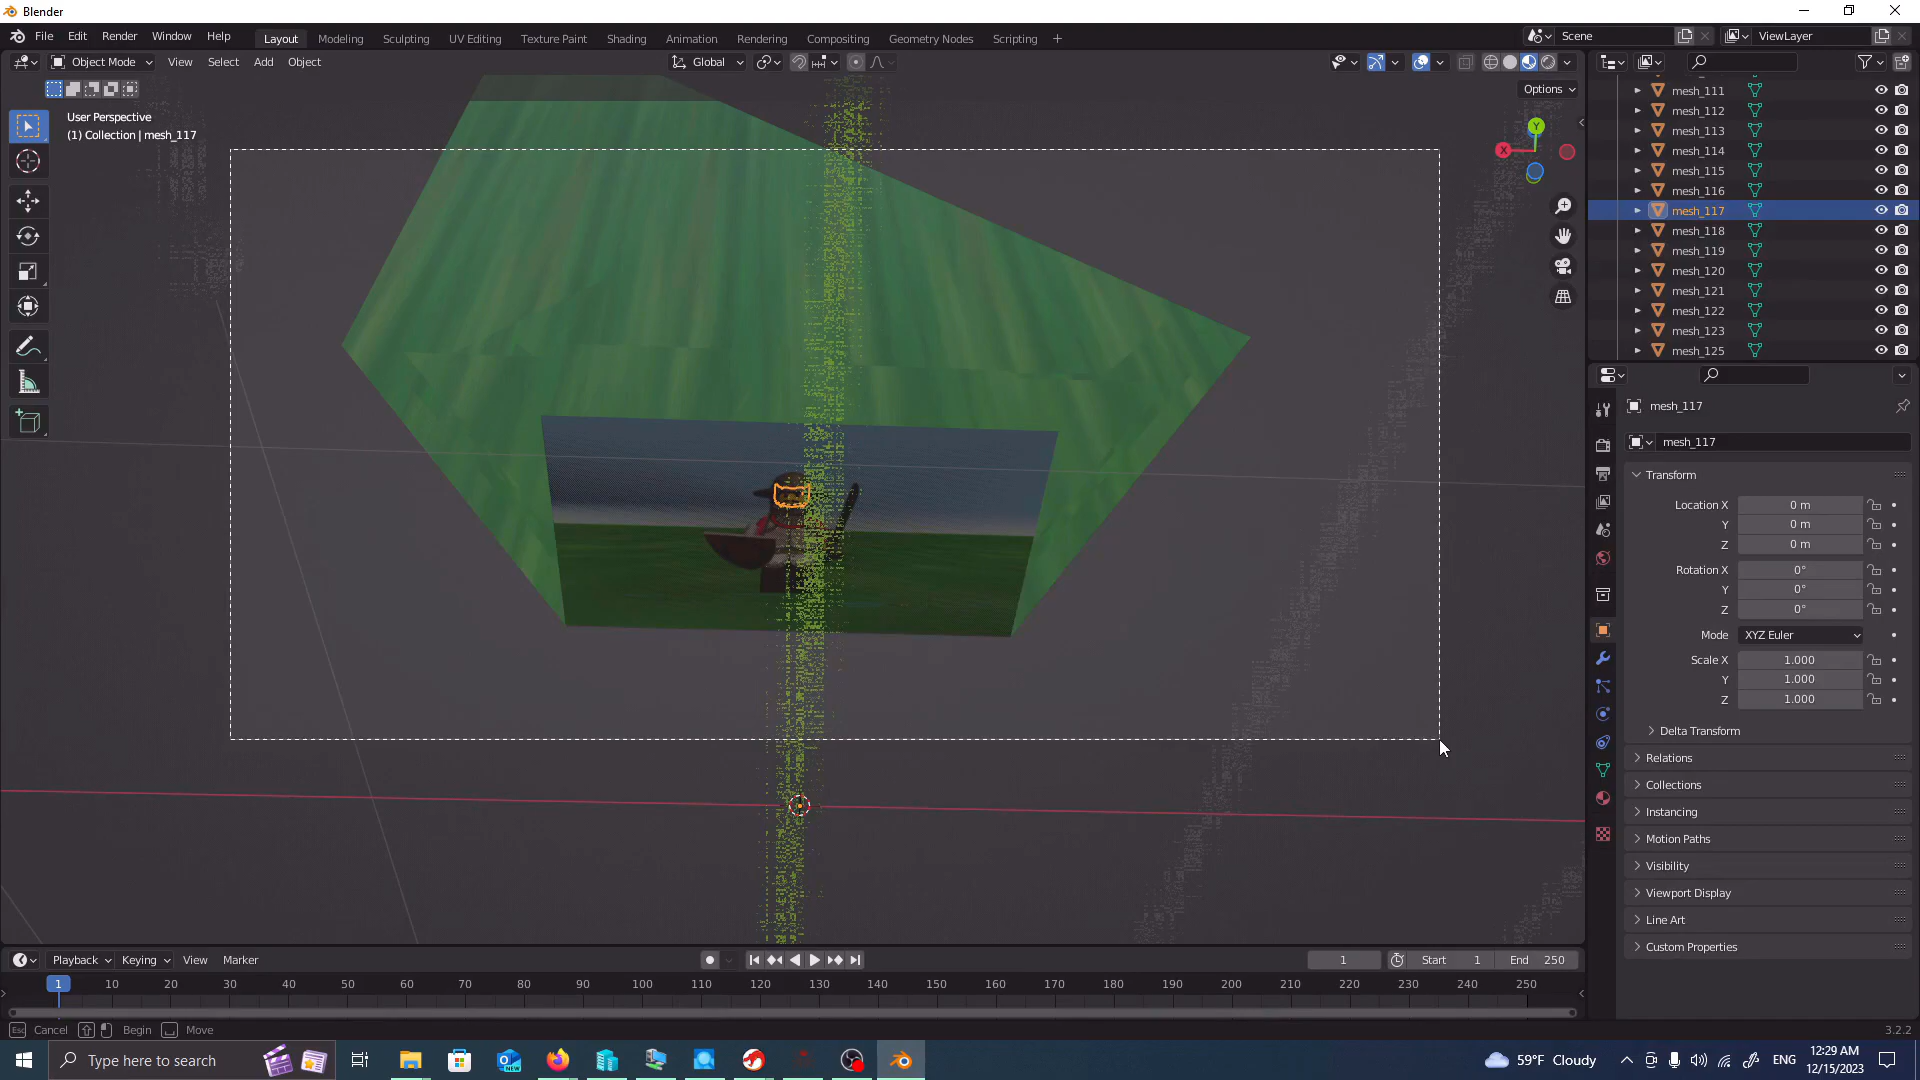 Blender
File Edit Render Window Help
Layout Modeling Sculpting UV Editing Texture Paint Shading Animation Rendering Compositing Geometry Nodes Scripting +
Scene
ViewLayer
Object Mode View Select Add Object
Global
Options
User Perspective
(1) Collection | mesh_117
Y
X
mesh_111
mesh_112
mesh_113
mesh_114
mesh_115
mesh_116
mesh_117
mesh_118
mesh_119
mesh_120
mesh_121
mesh_122
mesh_123
mesh_125
mesh_117
mesh_117
Transform
Location X 0 m
Y 0 m
Z 0 m
Rotation X 0°
Y 0°
Z 0°
Mode XYZ Euler
Scale X 1.000
Y 1.000
Z 1.000
Delta Transform
Relations
Collections
Instancing
Motion Paths
Visibility
Viewport Display
Line Art
Custom Properties
Playback Keying View Marker
1 Start 1 End 250
1 10 20 30 40 50 60 70 80 90 100 110 120 130 140 150 160 170 180 190 200 210 220 230 240 250
Esc Cancel Begin Move
3.2.2
Type here to search
NEW
59°F Cloudy
ENG
12:29 AM
12/15/2023